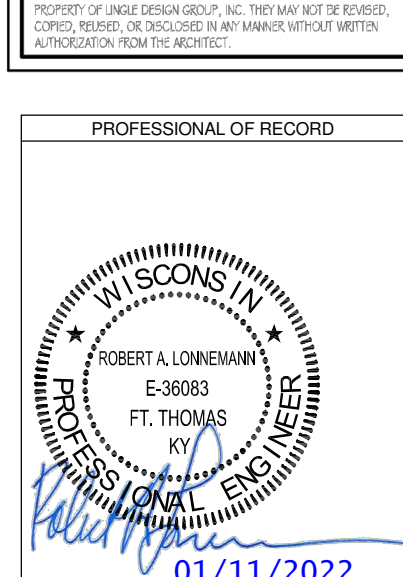 PROPERTY OF LINGLE DESIGN GROUP, INC. THEY MAY NOT BE REVISED,
COPIED, REUSED, OR DISCLOSED IN ANY MANNER WITHOUT WRITTEN
AUTHORIZATION FROM THE ARCHITECT.
PROFESSIONAL OF RECORD
WISCONSIN
ROBERT A. LONNEMANN
E-36083
FT. THOMAS
KY
PROFESSIONAL ENGINEER
01/11/2022